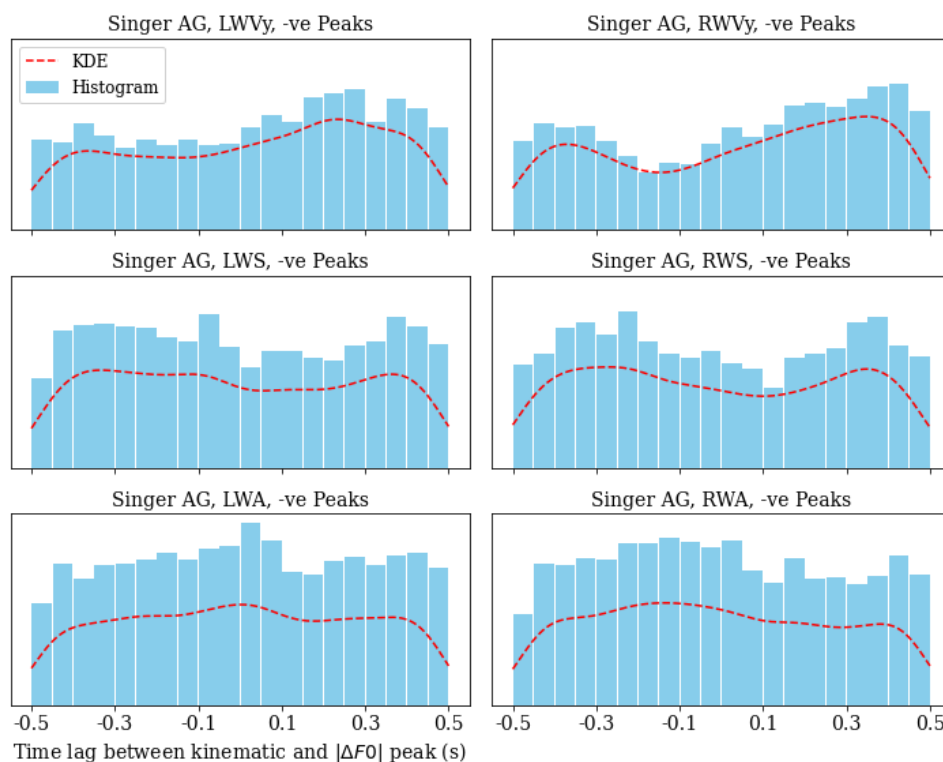 Singer AG, LWVy, -ve Peaks
Singer AG, RWVy, -ve Peaks
KDE
Histogram
Singer AG, LWS, -ve Peaks
Singer AG, RWS, -ve Peaks
Singer AG, LWA, -ve Peaks
Singer AG, RWA, -ve Peaks
-0.5 -0.3 -0.1 0.1 0.3 0.5
-0.5 -0.3 -0.1 0.1 0.3 0.5
Time lag between kinematic and |ΔF0| peak (s)